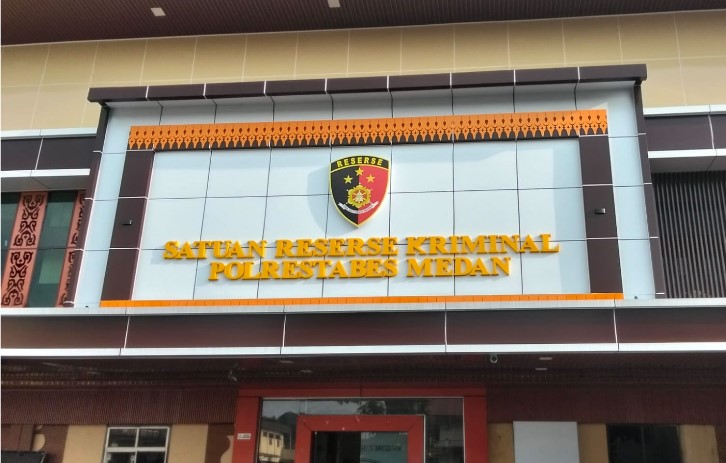 RESERSE
SATUAN RESERSE KRIMINAL
POLRESTABES MEDAN